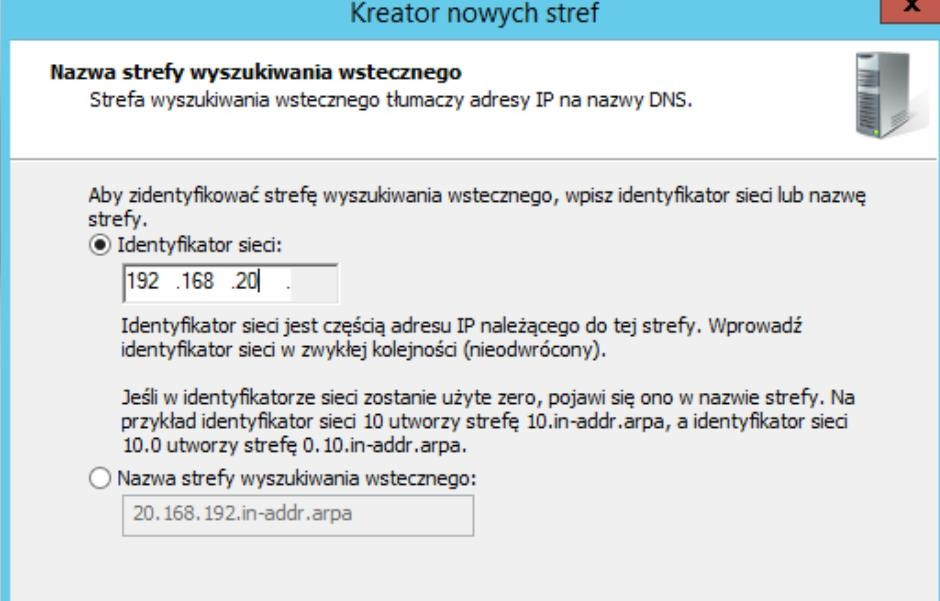 Kreator nowych stref
x
Nazwa strefy wyszukiwania wstecznego
Strefa wyszukiwania wstecznego tłumaczy adresy IP na nazwy DNS.
Aby zidentyfikować strefę wyszukiwania wstecznego, wpisz identyfikator sieci lub nazwę
strefy.
Identyfikator sieci:
192 .168 .20 .
Identyfikator sieci jest częścią adresu IP należącego do tej strefy. Wprowadź
identyfikator sieci w zwykłej kolejności (nieodwrócony).
Jeśli w identyfikatorze sieci zostanie użyte zero, pojawi się ono w nazwie strefy. Na
przykład identyfikator sieci 10 utworzy strefę 10.in-addr.arpa, a identyfikator sieci
10.0 utworzy strefę 0.10.in-addr.arpa.
Nazwa strefy wyszukiwania wstecznego:
20.168.192.in-addr.arpa